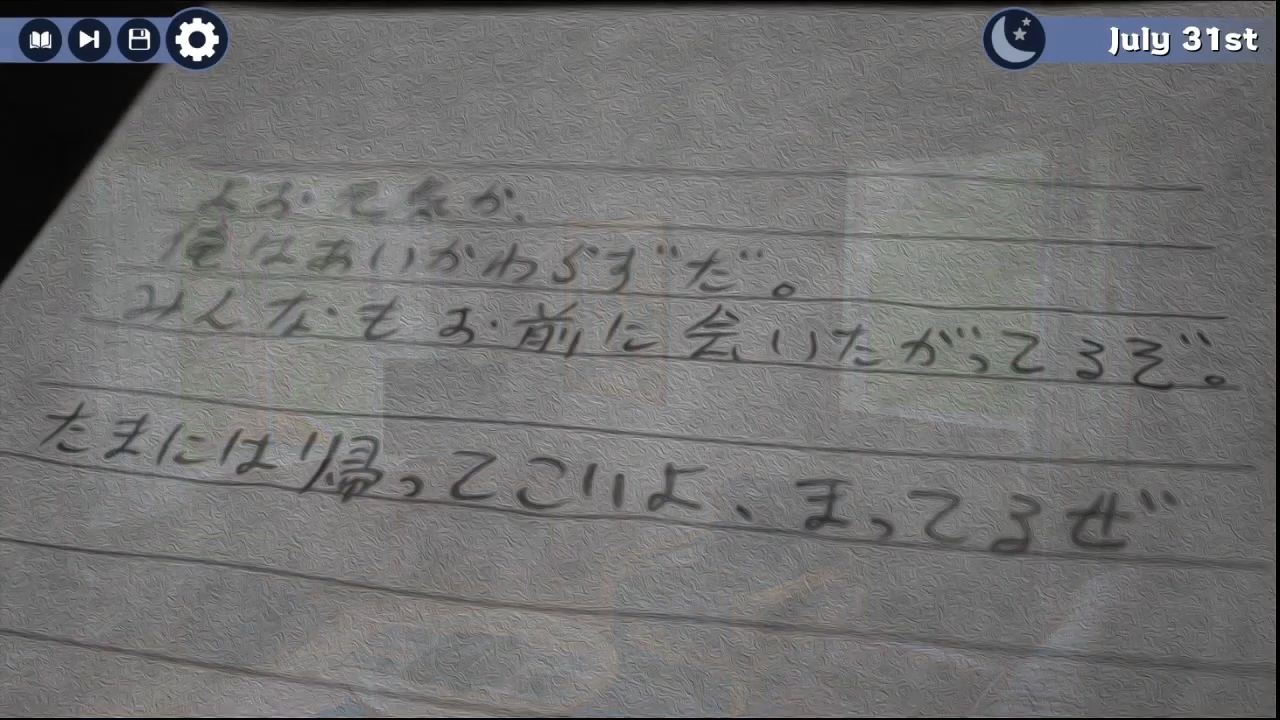 July 31st
よお元気か、
俺はあいかわらずだ。
みんなもお前に会いたがってるぞ。
たまには帰ってこいよ、まってるぜ